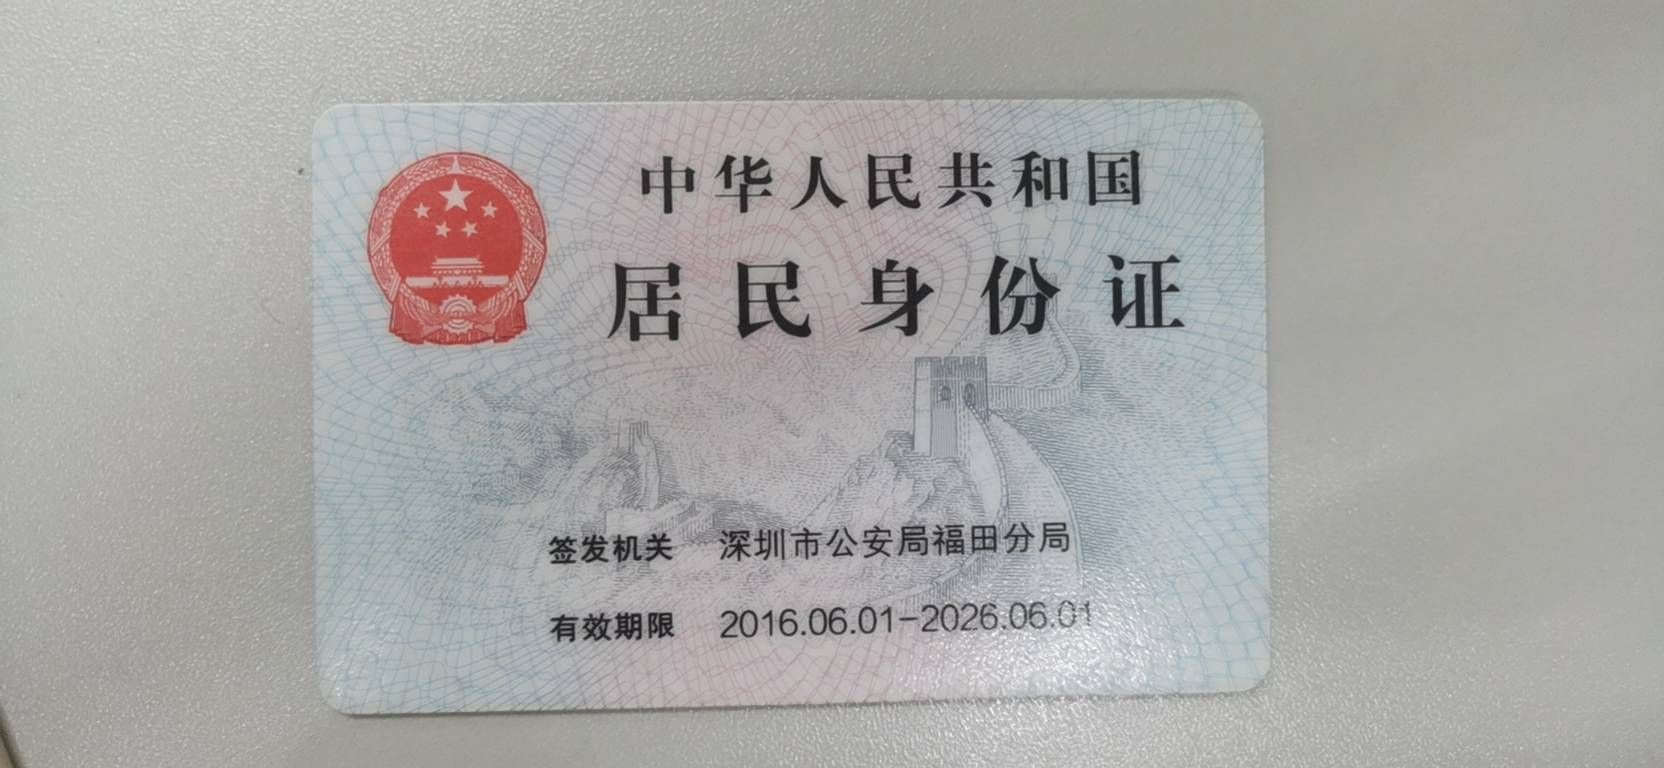 中华人民共和国
居民身份证
签发机关 深圳市公安局福田分局
有效期限 2016.06.01-2026.06.01